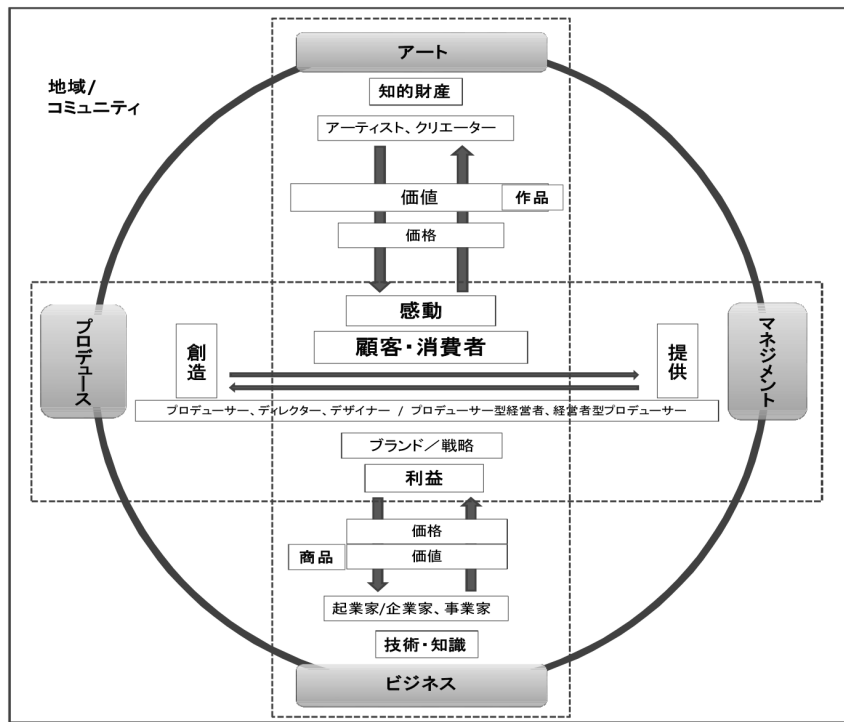 アート
地域/
コミュニティ
知的財産
アーティスト、クリエーター
価値
作品
価格
感動
顧客・消費者
プロデュース
創造
提供
マネジメント
プロデューサー、ディレクター、デザイナー / プロデューサー型経営者、経営者型プロデューサー
ブランド／戦略
利益
価格
商品
価値
起業家/企業家、事業家
技術・知識
ビジネス